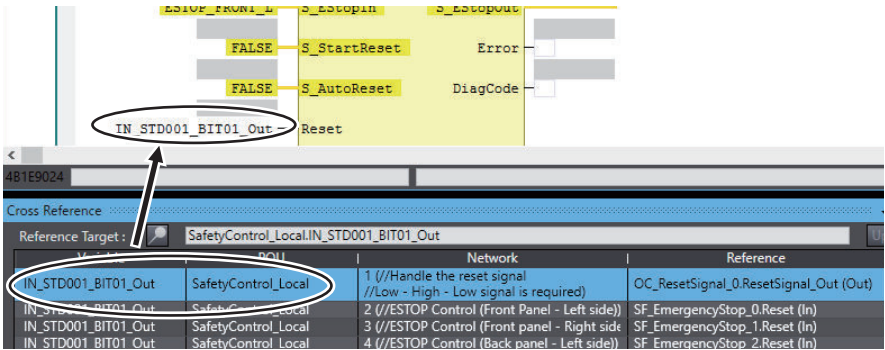 ESTOP_FRONT_L S_EStopIn S_EStopOut
FALSE S_StartReset Error
FALSE S_AutoReset DiagCode
IN_STD001_BIT01_Out Reset
4B1E9024
Cross Reference
Reference Target : SafetyControl_Local.IN_STD001_BIT01_Out
Network Reference
IN_STD001_BIT01_Out SafetyControl_Local 1 (//Handle the reset signal OC_ResetSignal_0.ResetSignal_Out (Out)
//Low - High - Low signal is required)
IN_STD001_BIT01_Out SafetyControl_Local 2 (//ESTOP Control (Front Panel - Left side)) SF_EmergencyStop_0.Reset (In)
IN_STD001_BIT01_Out SafetyControl_Local 3 (//ESTOP Control (Front panel - Right side SF_EmergencyStop_1.Reset (In)
IN_STD001_BIT01_Out SafetyControl_Local 4 (//ESTOP Control (Back panel - Left side)) SF_EmergencyStop_2.Reset (In)